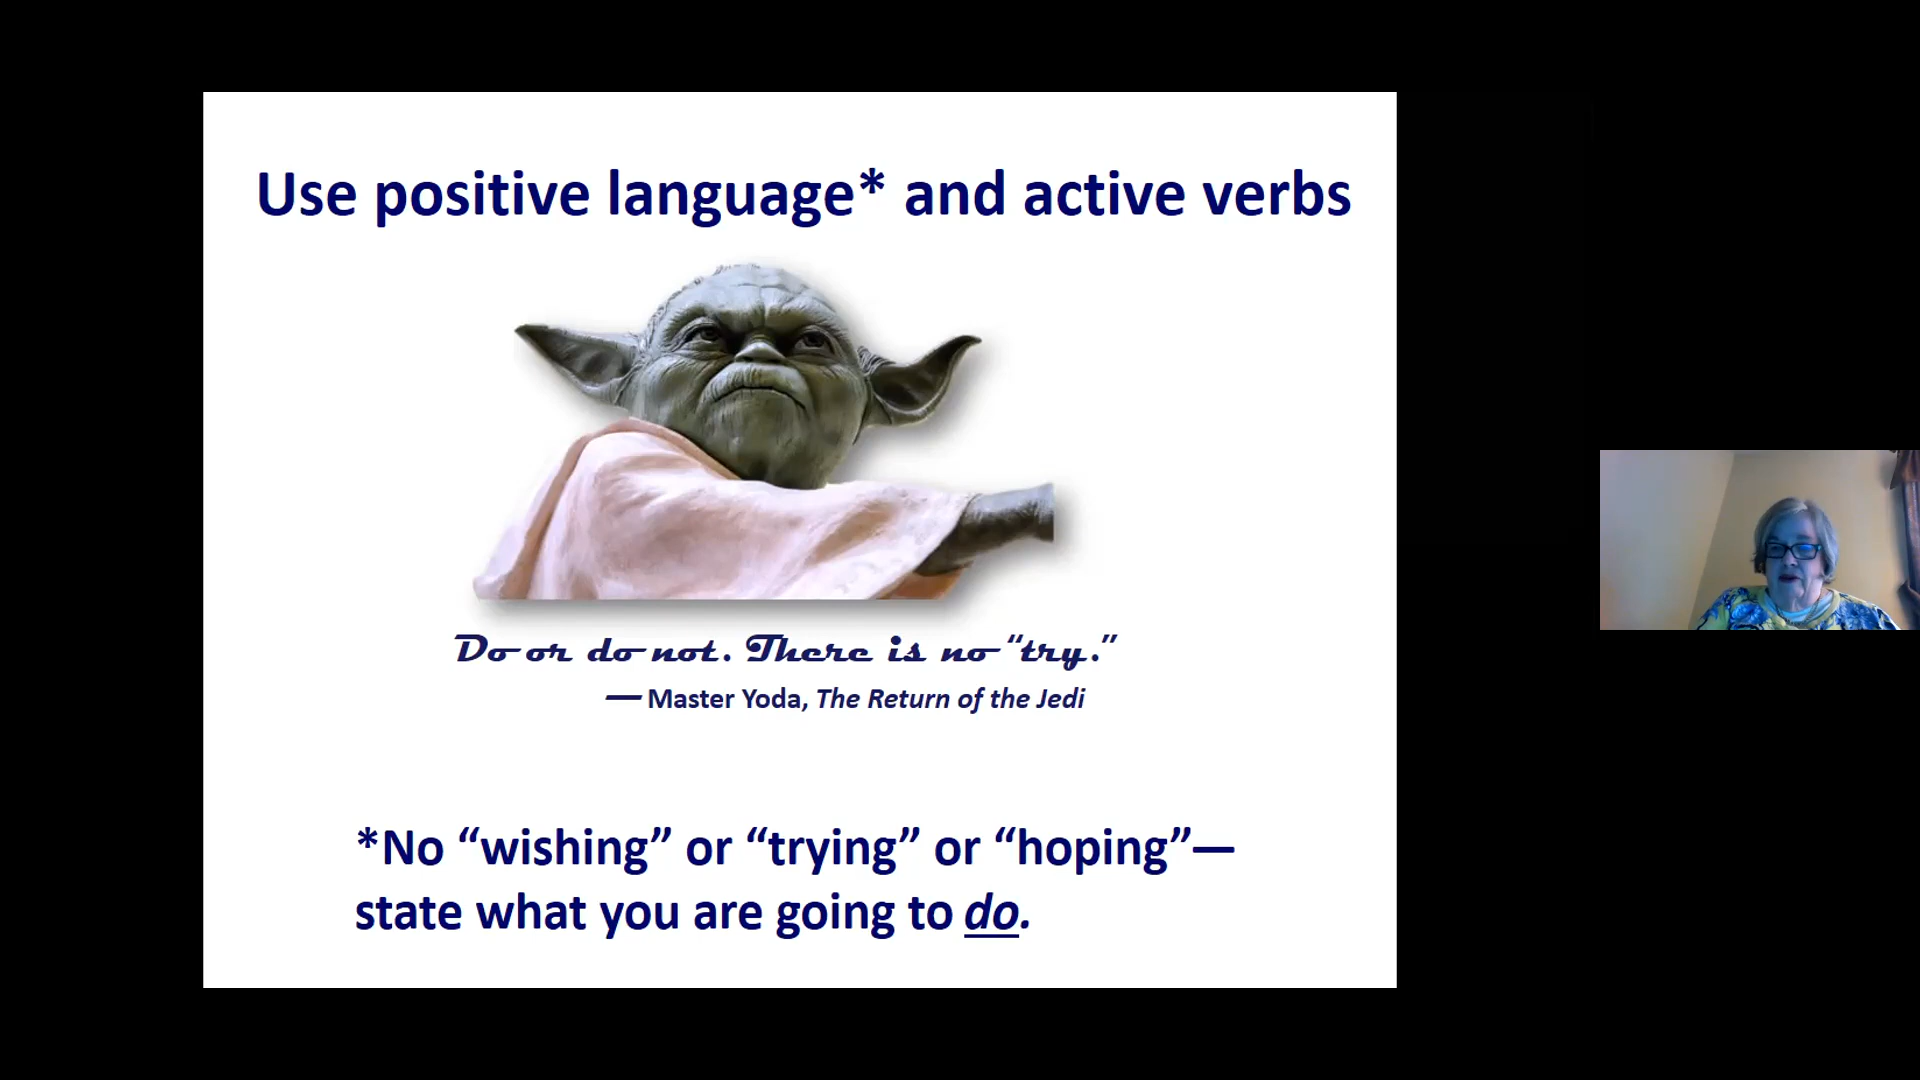 Use positive language* and active verbs
Do or do not. There is no “try.”
— Master Yoda, The Return of the Jedi
*No “wishing” or “trying” or “hoping”—
state what you are going to do.